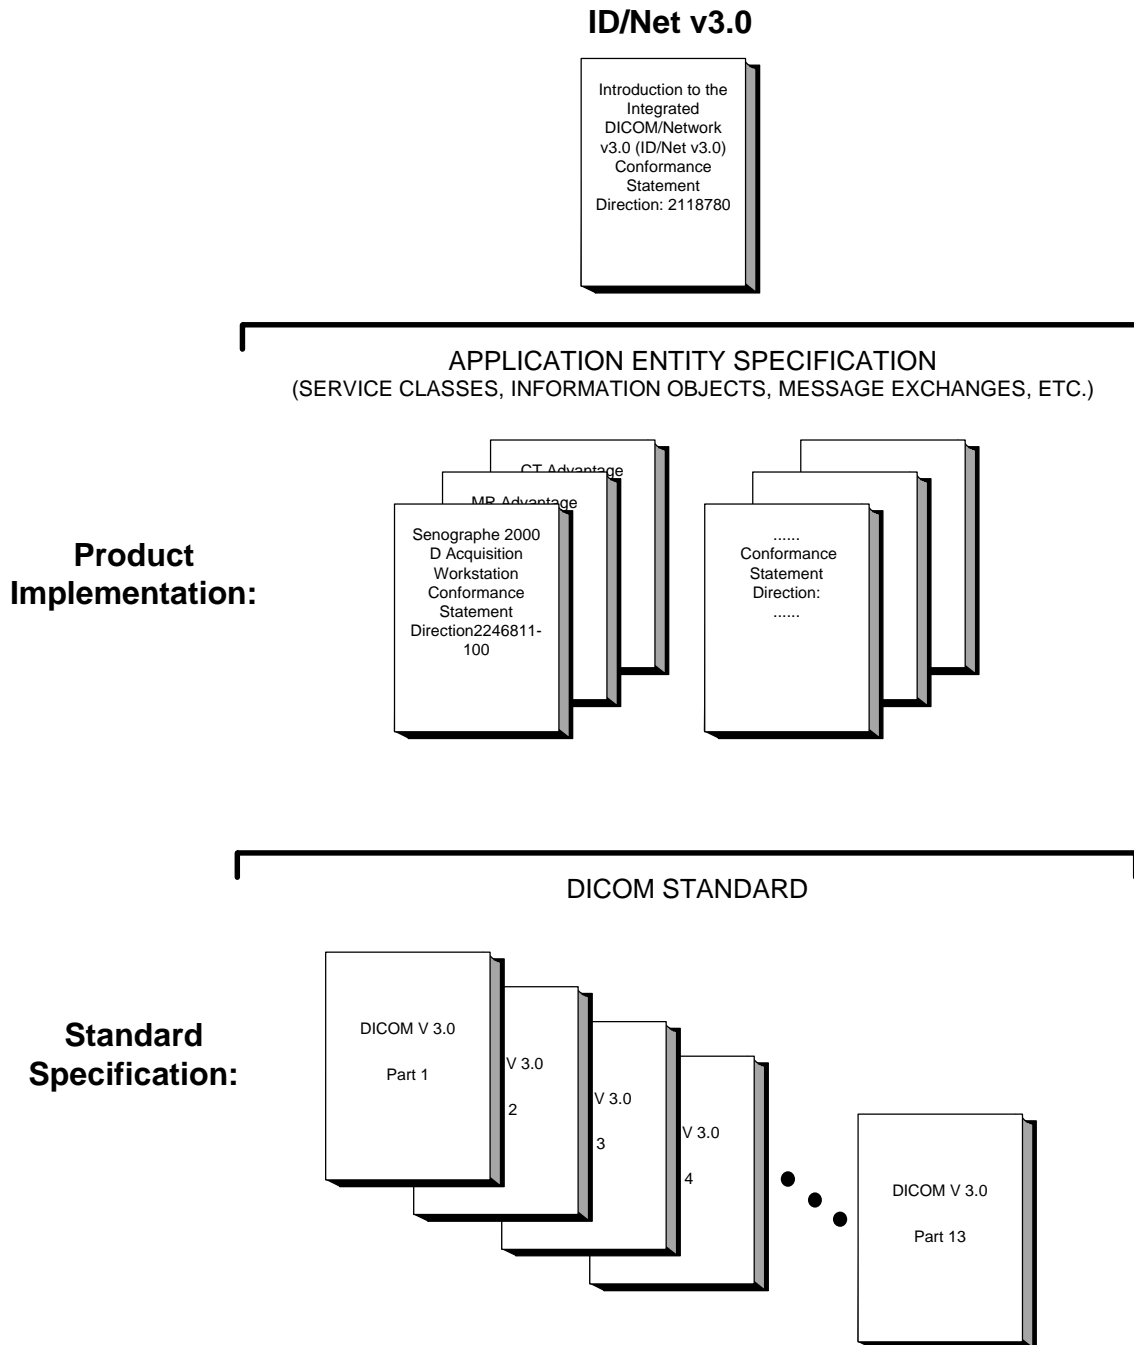 ID/Net v3.0
Introduction to the
Integrated
DICOM/Network
v3.0 (ID/Net v3.0)
Conformance
Statement
Direction: 2118780
APPLICATION ENTITY SPECIFICATION
(SERVICE CLASSES, INFORMATION OBJECTS, MESSAGE EXCHANGES, ETC.)
Product
Implementation:
CT Advantage
MR Advantage
Senographe 2000
D Acquisition
Workstation
Conformance
Statement
Direction2246811-
100
......
Conformance
Statement
Direction:
......
DICOM STANDARD
Standard
Specification:
DICOM V 3.0
Part 1
V 3.0
2
V 3.0
3
V 3.0
4
DICOM V 3.0
Part 13